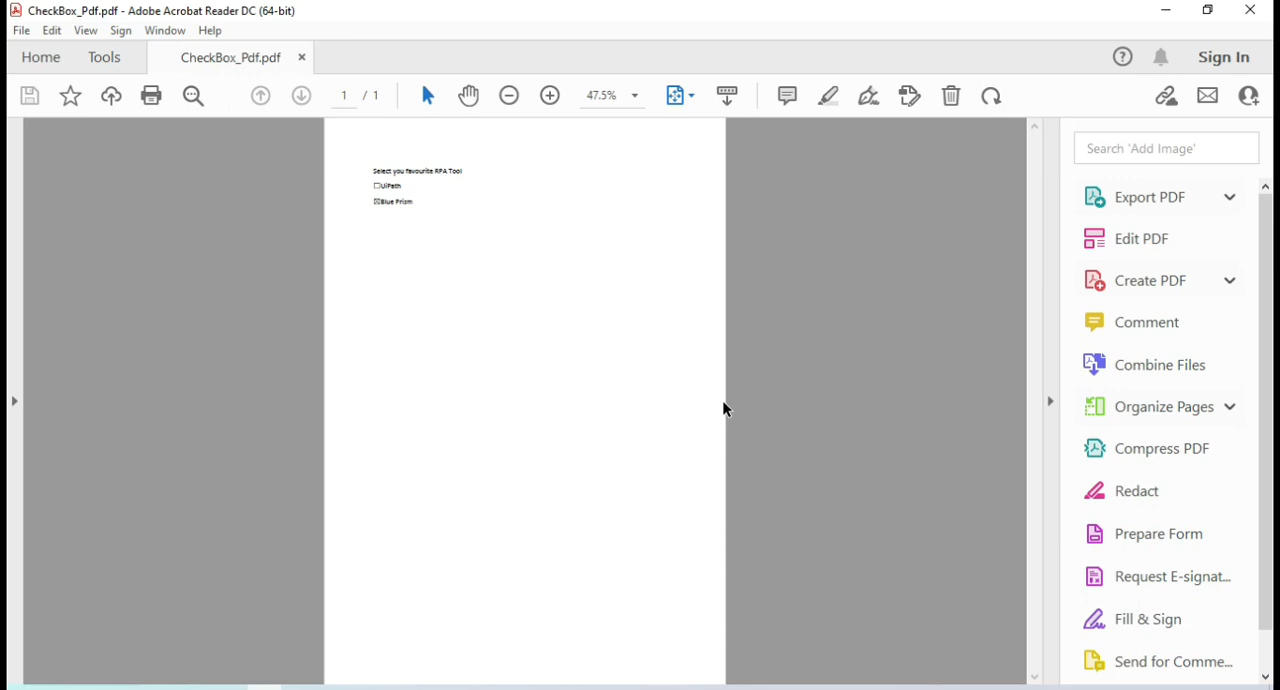 CheckBox_Pdf.pdf - Adobe Acrobat Reader DC (64-bit)
File Edit View Sign Window Help
Home Tools CheckBox_Pdf.pdf Sign In
1 / 1 47.5%
Search 'Add Image'
Select you favourite RPA Tool
☐UiPath
☒Blue Prism
Export PDF
Edit PDF
Create PDF
Comment
Combine Files
Organize Pages
Compress PDF
Redact
Prepare Form
Request E-signat...
Fill & Sign
Send for Comme...